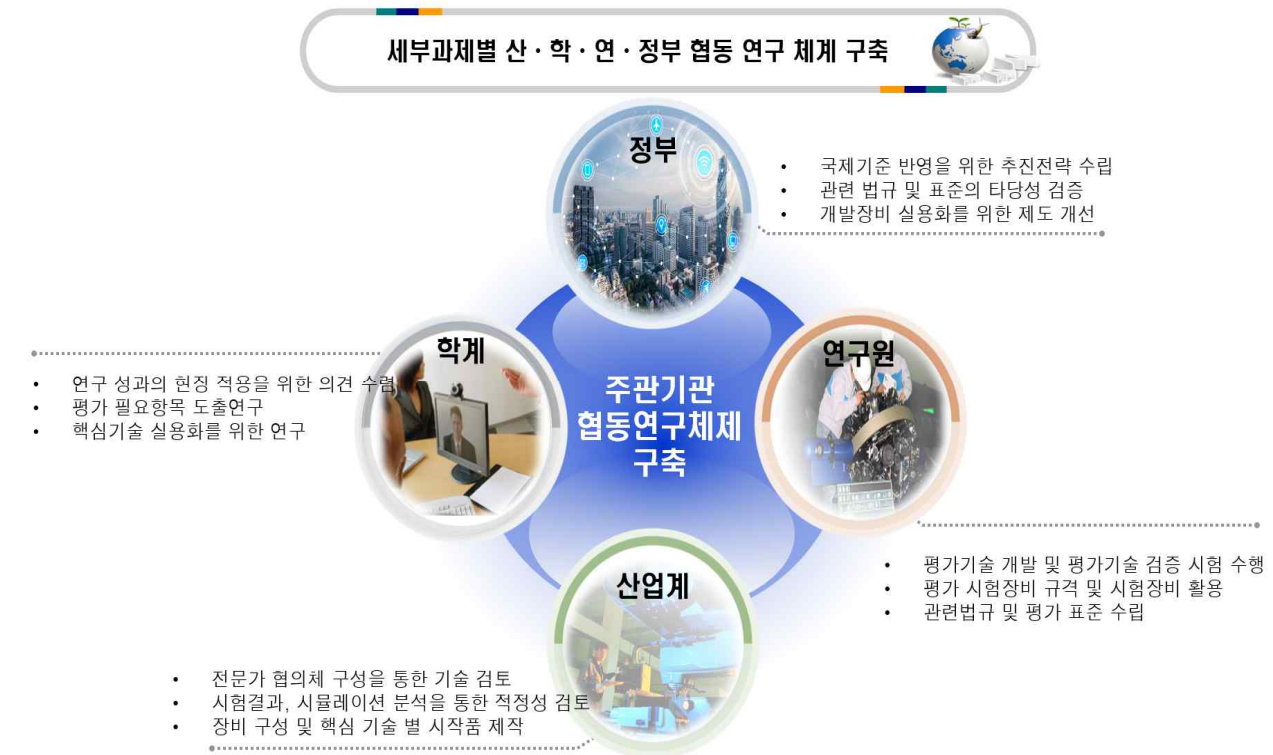 세부과제별 산 · 학 · 연 · 정부 협동 연구 체계 구축
정부
• 국제기준 반영을 위한 추진전략 수립
• 관련 법규 및 표준의 타당성 검증
• 개발장비 실용화를 위한 제도 개선
학계
• 연구 성과의 현장 적용을 위한 의견 수렴
• 평가 필요항목 도출연구
• 핵심기술 실용화를 위한 연구
주관기관
협동연구체제
구축
연구원
• 평가기술 개발 및 평가기술 검증 시험 수행
• 평가 시험장비 규격 및 시험장비 활용
• 관련법규 및 평가 표준 수립
산업계
• 전문가 협의체 구성을 통한 기술 검토
• 시험결과, 시뮬레이션 분석을 통한 적정성 검토
• 장비 구성 및 핵심 기술 별 시작품 제작